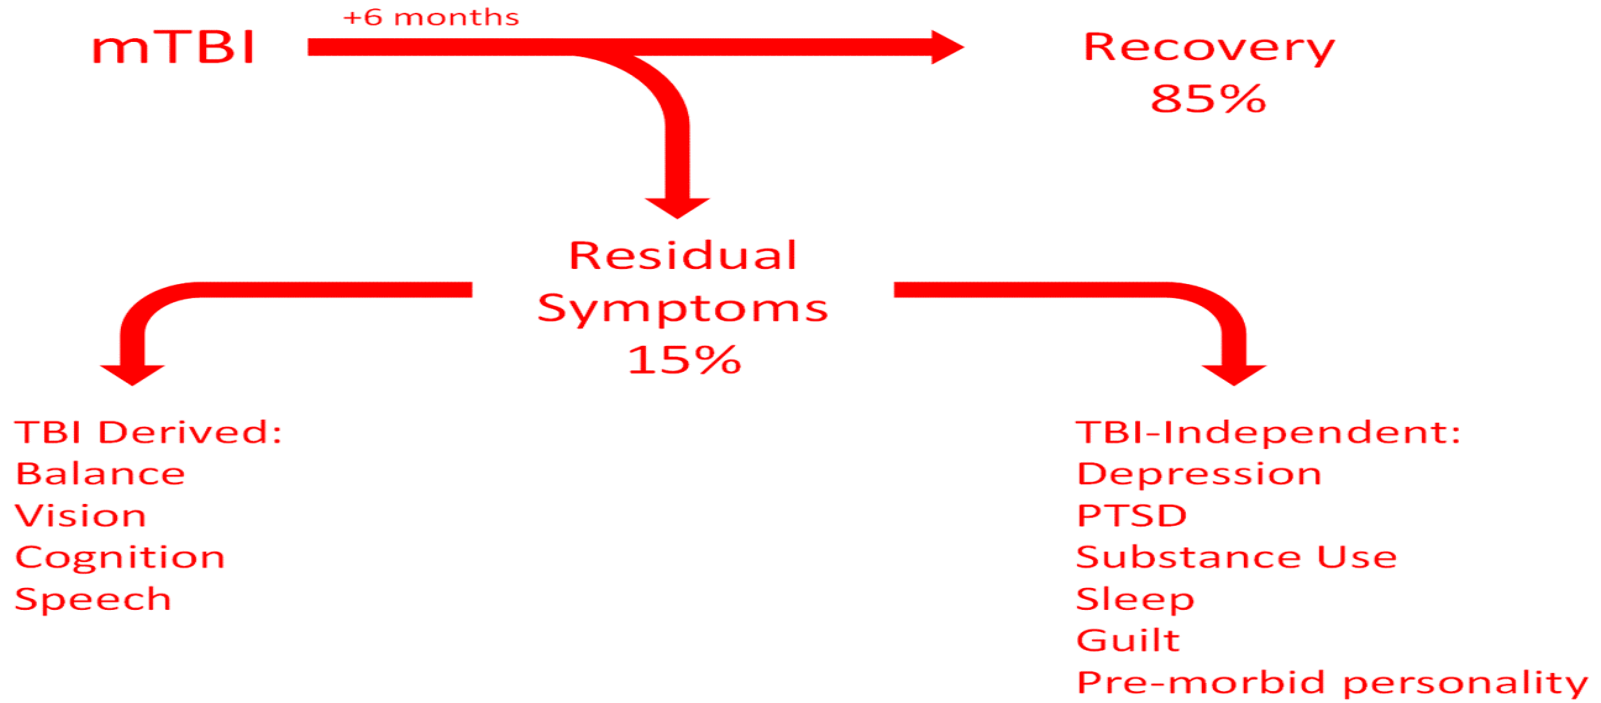 +6 months
mTBI
Recovery
85%
Residual
Symptoms
15%
TBI Derived:
Balance
Vision
Cognition
Speech
TBI-Independent:
Depression
PTSD
Substance Use
Sleep
Guilt
Pre-morbid personality